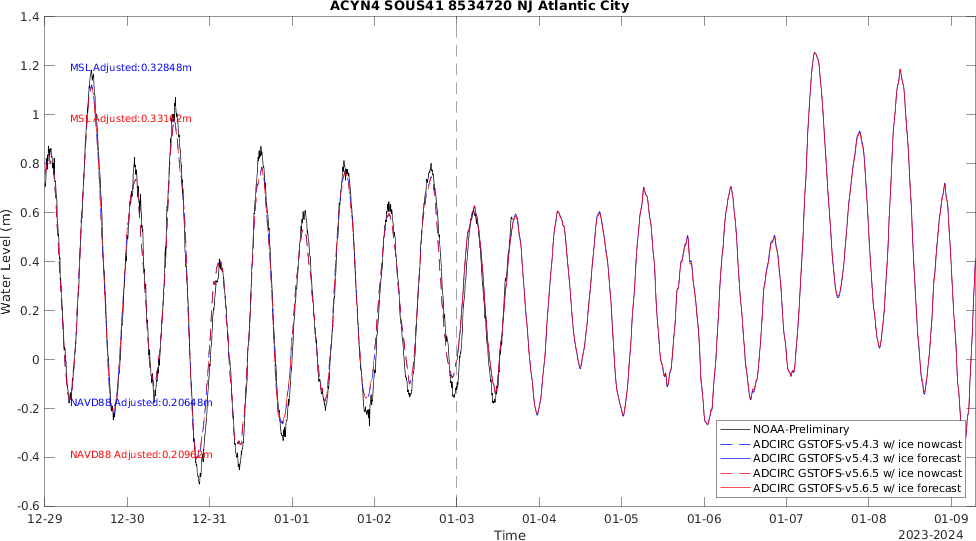 ACYN4 SOUS41 8534720 NJ Atlantic City
1.4
1.2
1
0.8
0.6
0.4
0.2
0
-0.2
-0.4
-0.6
Water Level (m)
MSL Adjusted:0.32848m
MSL Adjusted:0.33102m
NAVD88 Adjusted:0.20648m
NAVD88 Adjusted:0.20962m
NOAA-Preliminary
ADCIRC GSTOFS-v5.4.3 w/ ice nowcast
ADCIRC GSTOFS-v5.4.3 w/ ice forecast
ADCIRC GSTOFS-v5.6.5 w/ ice nowcast
ADCIRC GSTOFS-v5.6.5 w/ ice forecast
12-29 12-30 12-31 01-01 01-02 01-03 01-04 01-05 01-06 01-07 01-08 01-09
Time
2023-2024